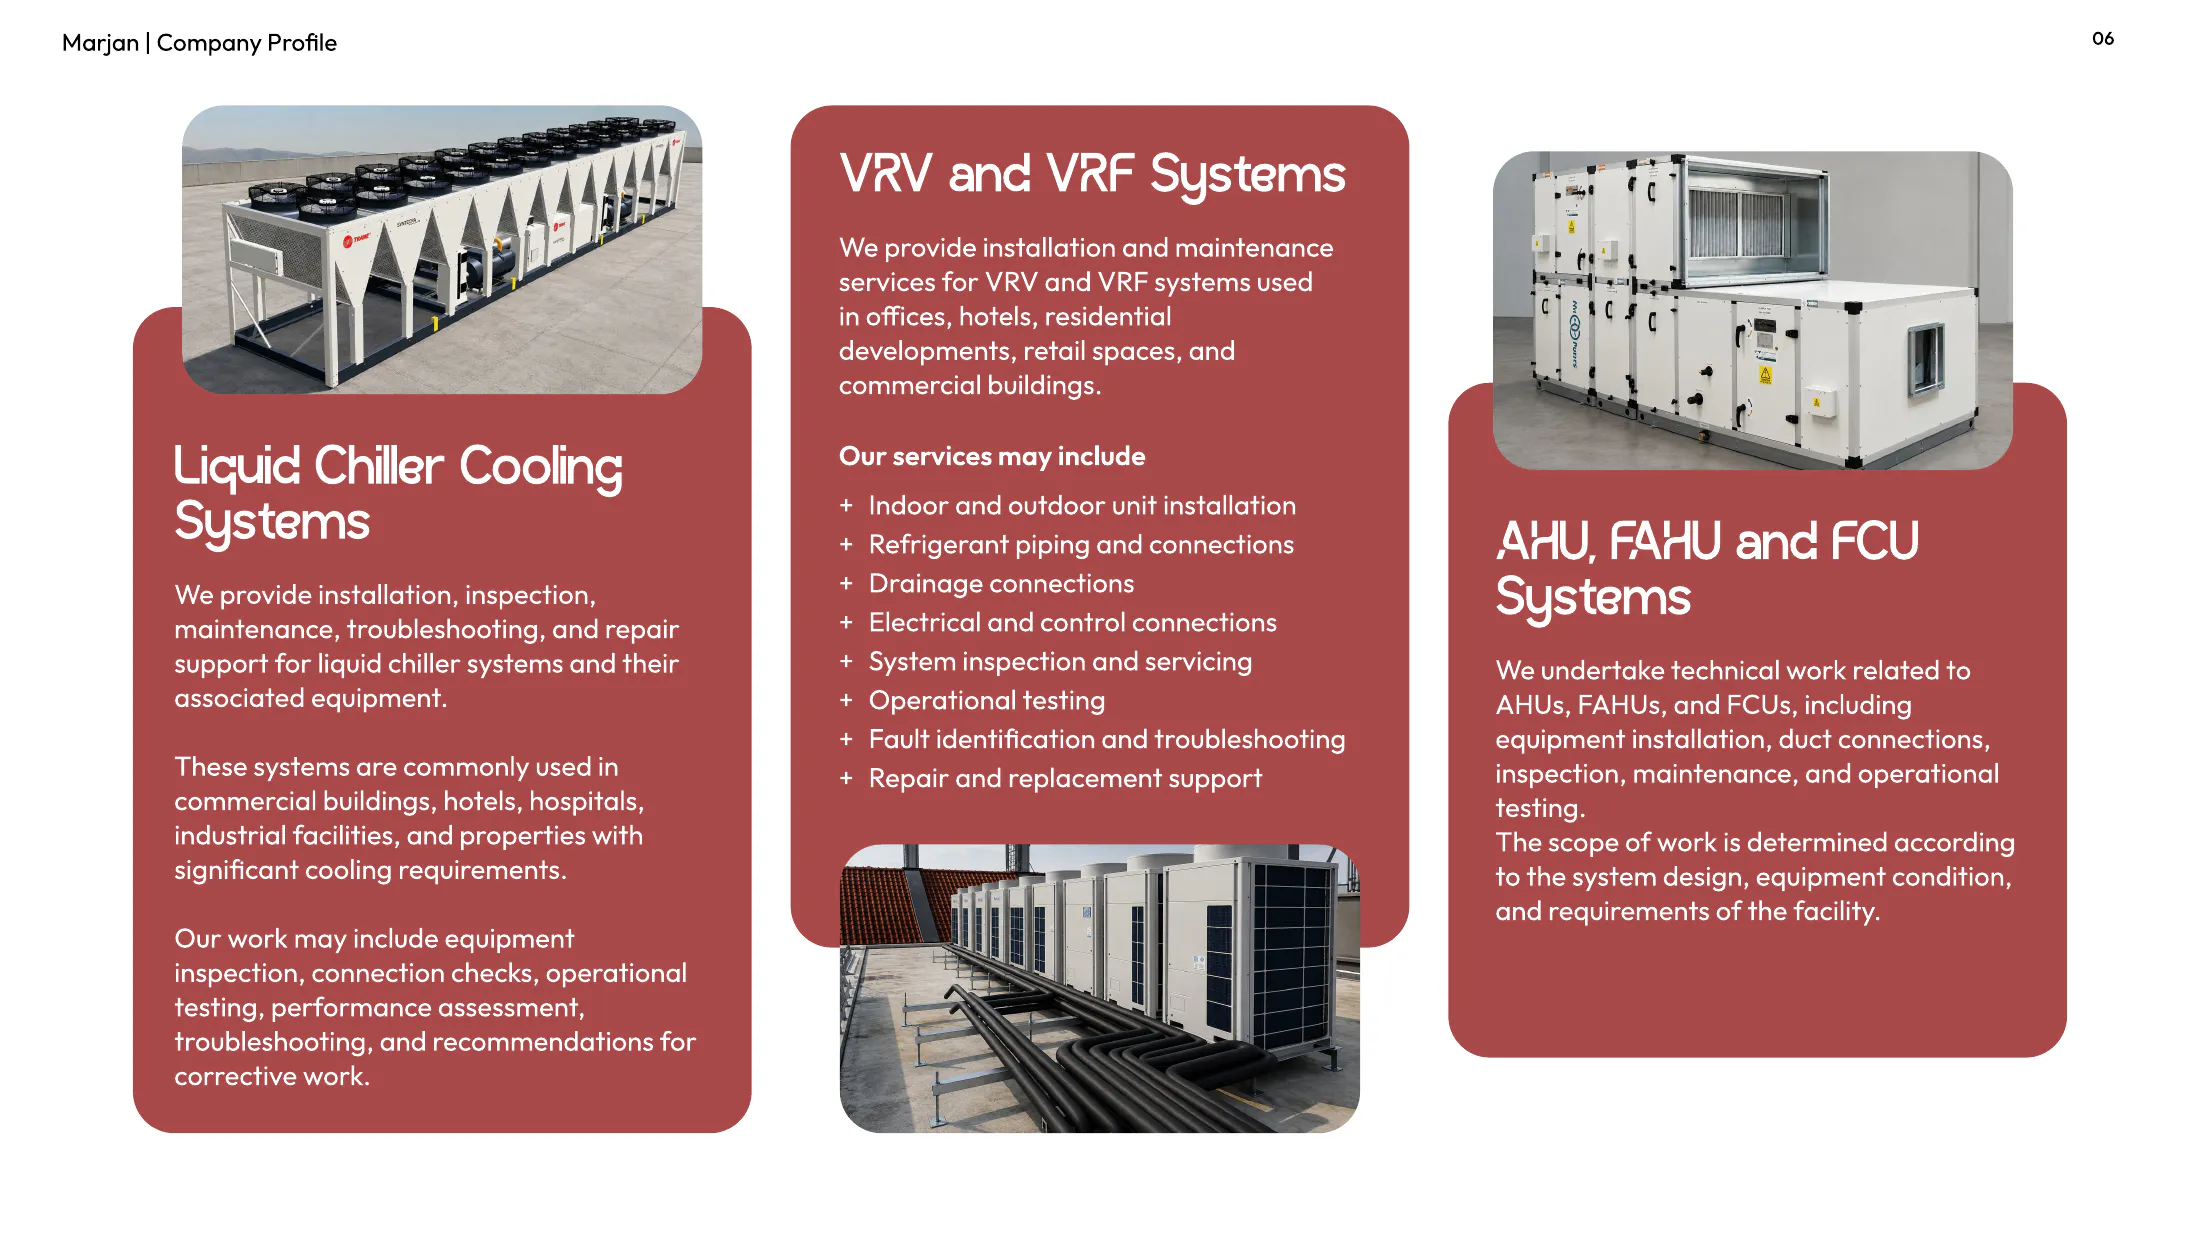 Marjan | Company Profile
06
TRANE
Liquid Chiller Cooling
Systems
We provide installation, inspection,
maintenance, troubleshooting, and repair
support for liquid chiller systems and their
associated equipment.
These systems are commonly used in
commercial buildings, hotels, hospitals,
industrial facilities, and properties with
significant cooling requirements.
Our work may include equipment
inspection, connection checks, operational
testing, performance assessment,
troubleshooting, and recommendations for
corrective work.
VRV and VRF Systems
We provide installation and maintenance
services for VRV and VRF systems used
in offices, hotels, residential
developments, retail spaces, and
commercial buildings.
Our services may include
+ Indoor and outdoor unit installation
+ Refrigerant piping and connections
+ Drainage connections
+ Electrical and control connections
+ System inspection and servicing
+ Operational testing
+ Fault identification and troubleshooting
+ Repair and replacement support
AHU, FAHU and FCU
Systems
We undertake technical work related to
AHUs, FAHUs, and FCUs, including
equipment installation, duct connections,
inspection, maintenance, and operational
testing.
The scope of work is determined according
to the system design, equipment condition,
and requirements of the facility.